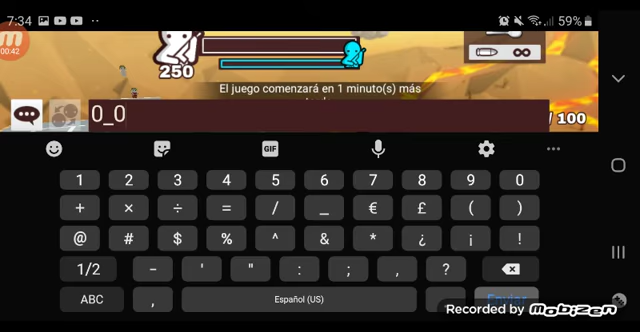 7:34
59%
00:42
250
∞
El juego comenzará en 1 minuto(s) más
0_0
/ 100
GIF
1 2 3 4 5 6 7 8 9 0
+ × ÷ = / _ € £ ( )
@ # $ % ^ & * ¿ ¡ !
1/2 - ' " : ; , ?
ABC , Español (US)
Enviar
Recorded by Mobizen